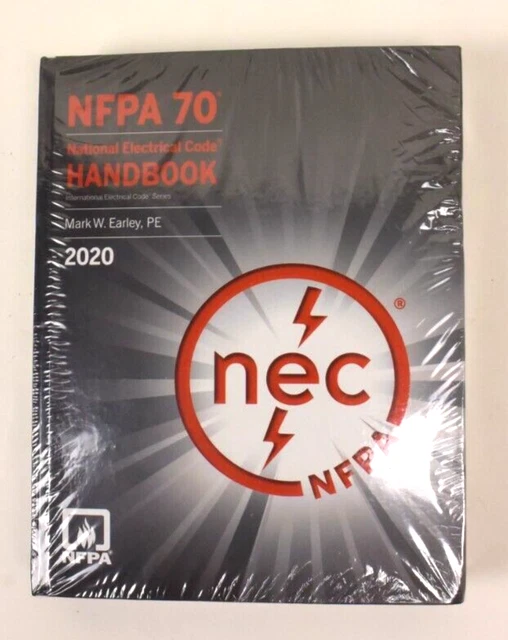 NFPA 70®
National Electrical Code®
HANDBOOK
International Electrical Code® Series
Mark W. Earley, PE
2020
nec
®
NFPA
NFPA®